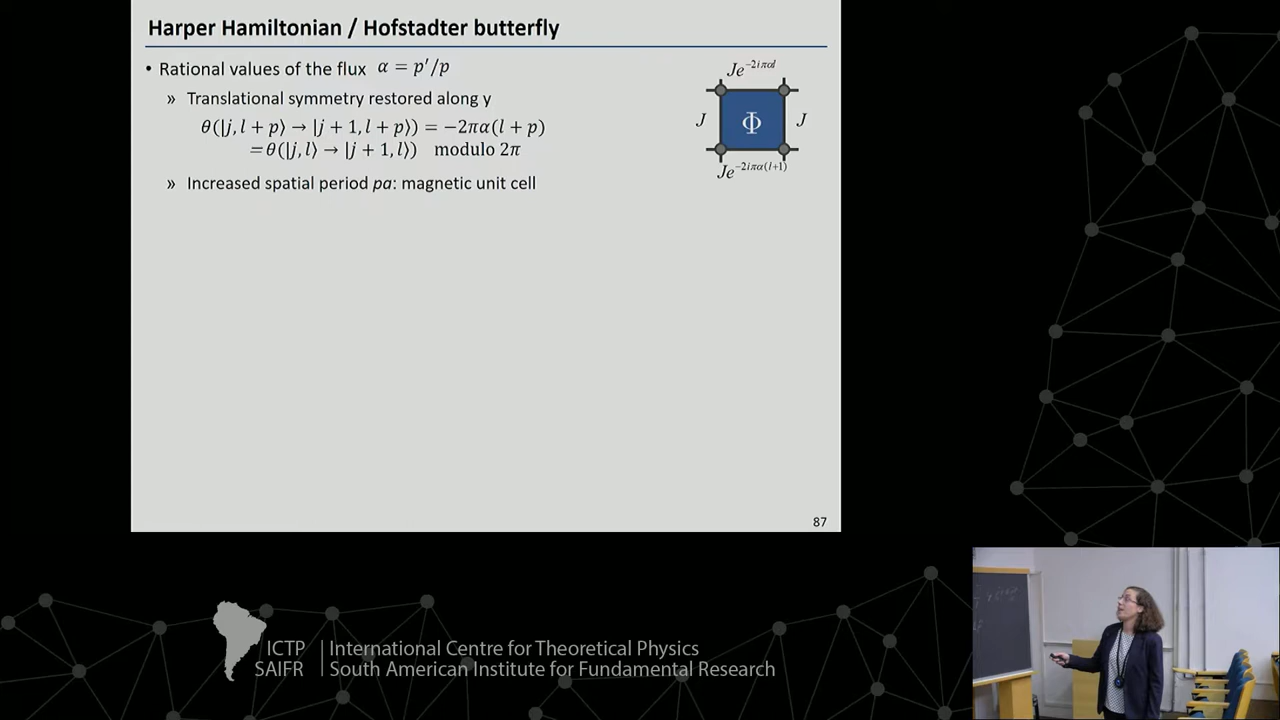 Harper Hamiltonian / Hofstadter butterfly
• Rational values of the flux α = p′/p
» Translational symmetry restored along y
θ(|j, l + p⟩ → |j + 1, l + p⟩) = −2πα(l + p)
= θ(|j, l⟩ → |j + 1, l⟩) modulo 2π
» Increased spatial period pa: magnetic unit cell
Je^{-2iπαl}
J Φ J
Je^{-2iπα(l+1)}
87
ICTP | International Centre for Theoretical Physics
SAIFR | South American Institute for Fundamental Research